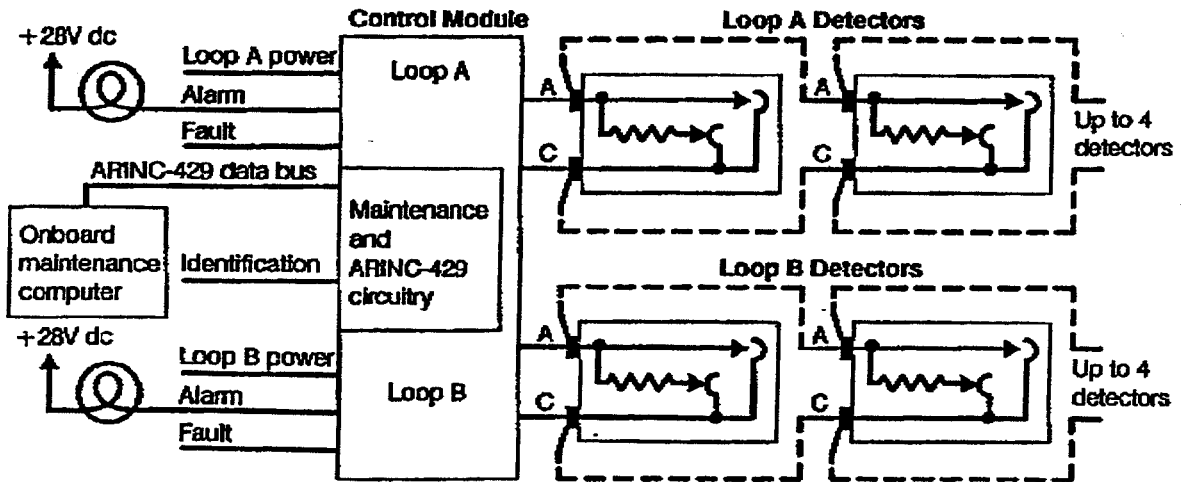 Control Module
Loop A Detectors
+28V dc
Loop A power
Loop A
Alarm
Fault
A
A
C
C
Up to 4
detectors
ARINC-429 data bus
Onboard
maintenance
computer
Identification
Maintenance
and
ARINC-429
circuitry
Loop B Detectors
+28V dc
Loop B power
Loop B
Alarm
Fault
A
A
C
C
Up to 4
detectors